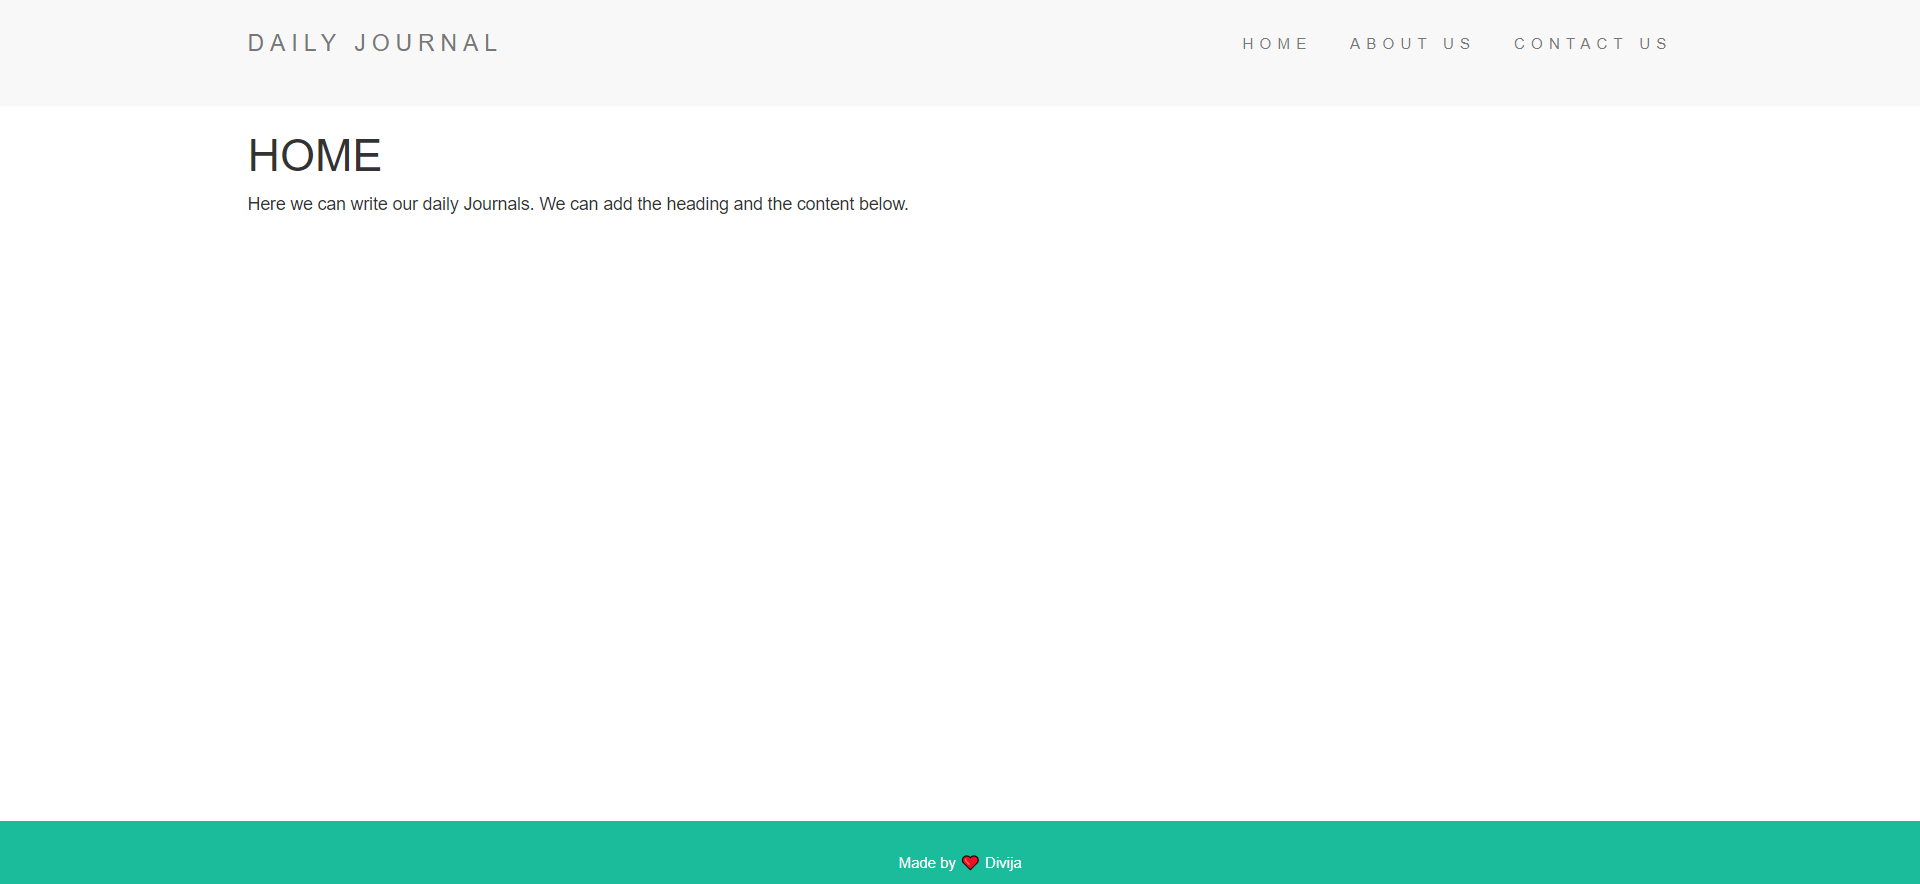 DAILY JOURNAL
HOME ABOUT US CONTACT US
HOME
Here we can write our daily Journals. We can add the heading and the content below.
Made by ❤ Divija